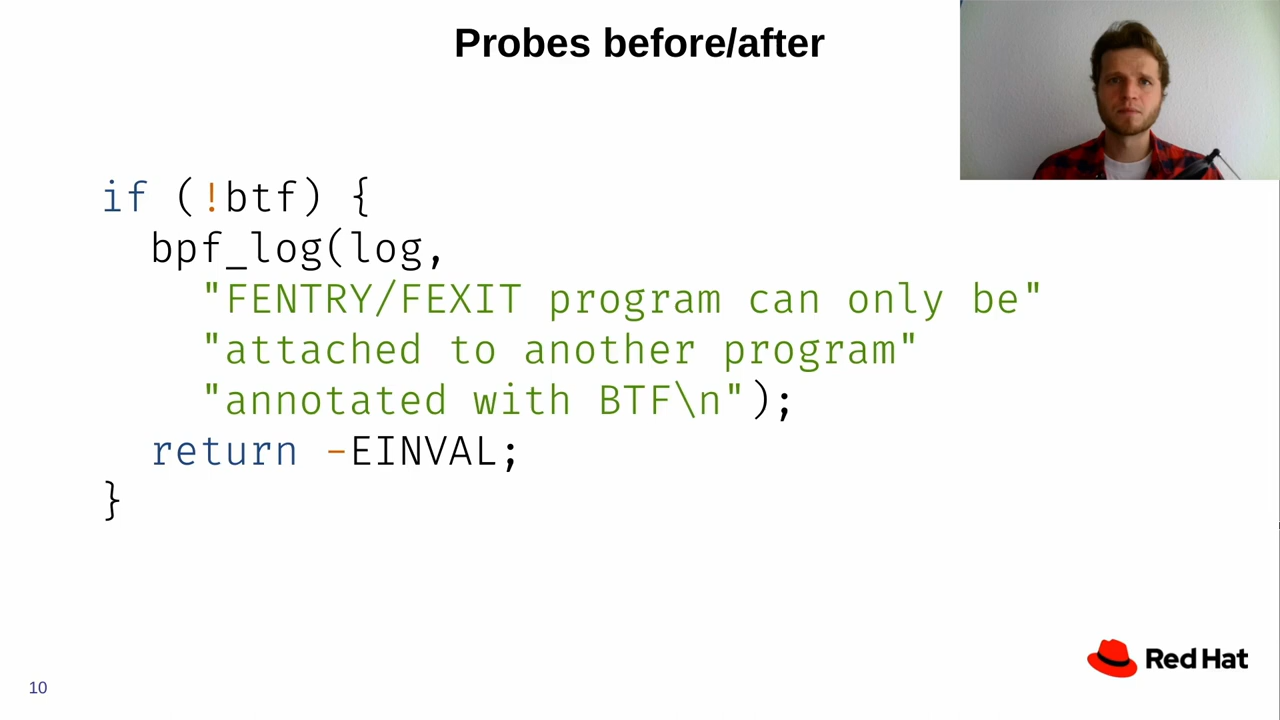 Probes before/after
if (!btf) {
bpf_log(log,
"FENTRY/FEXIT program can only be"
"attached to another program"
"annotated with BTF\n");
return -EINVAL;
}
Red Hat
10